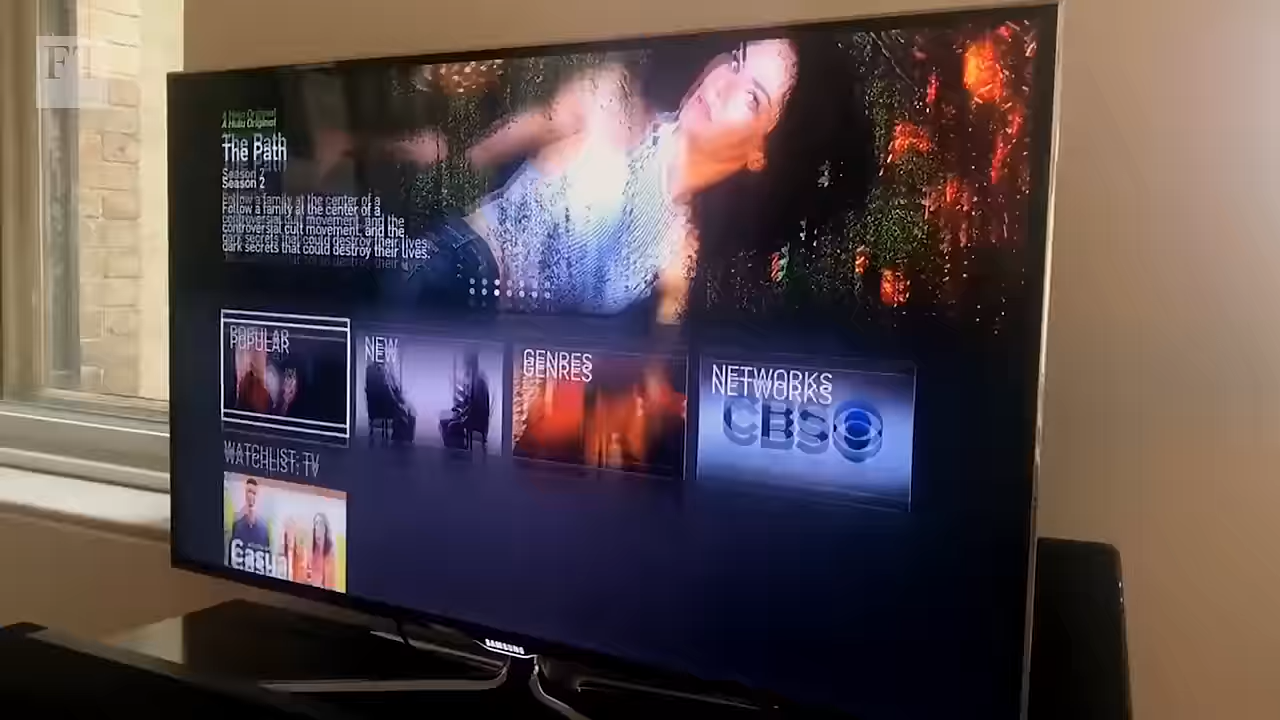 FT
A Hulu Original
The Path
Season 2
Follow a family at the center of a
controversial cult movement, and the
dark secrets that could destroy their lives.
POPULAR
NEW
GENRES
NETWORKS
CBS
WATCHLIST: TV
Casual
SAMSUNG